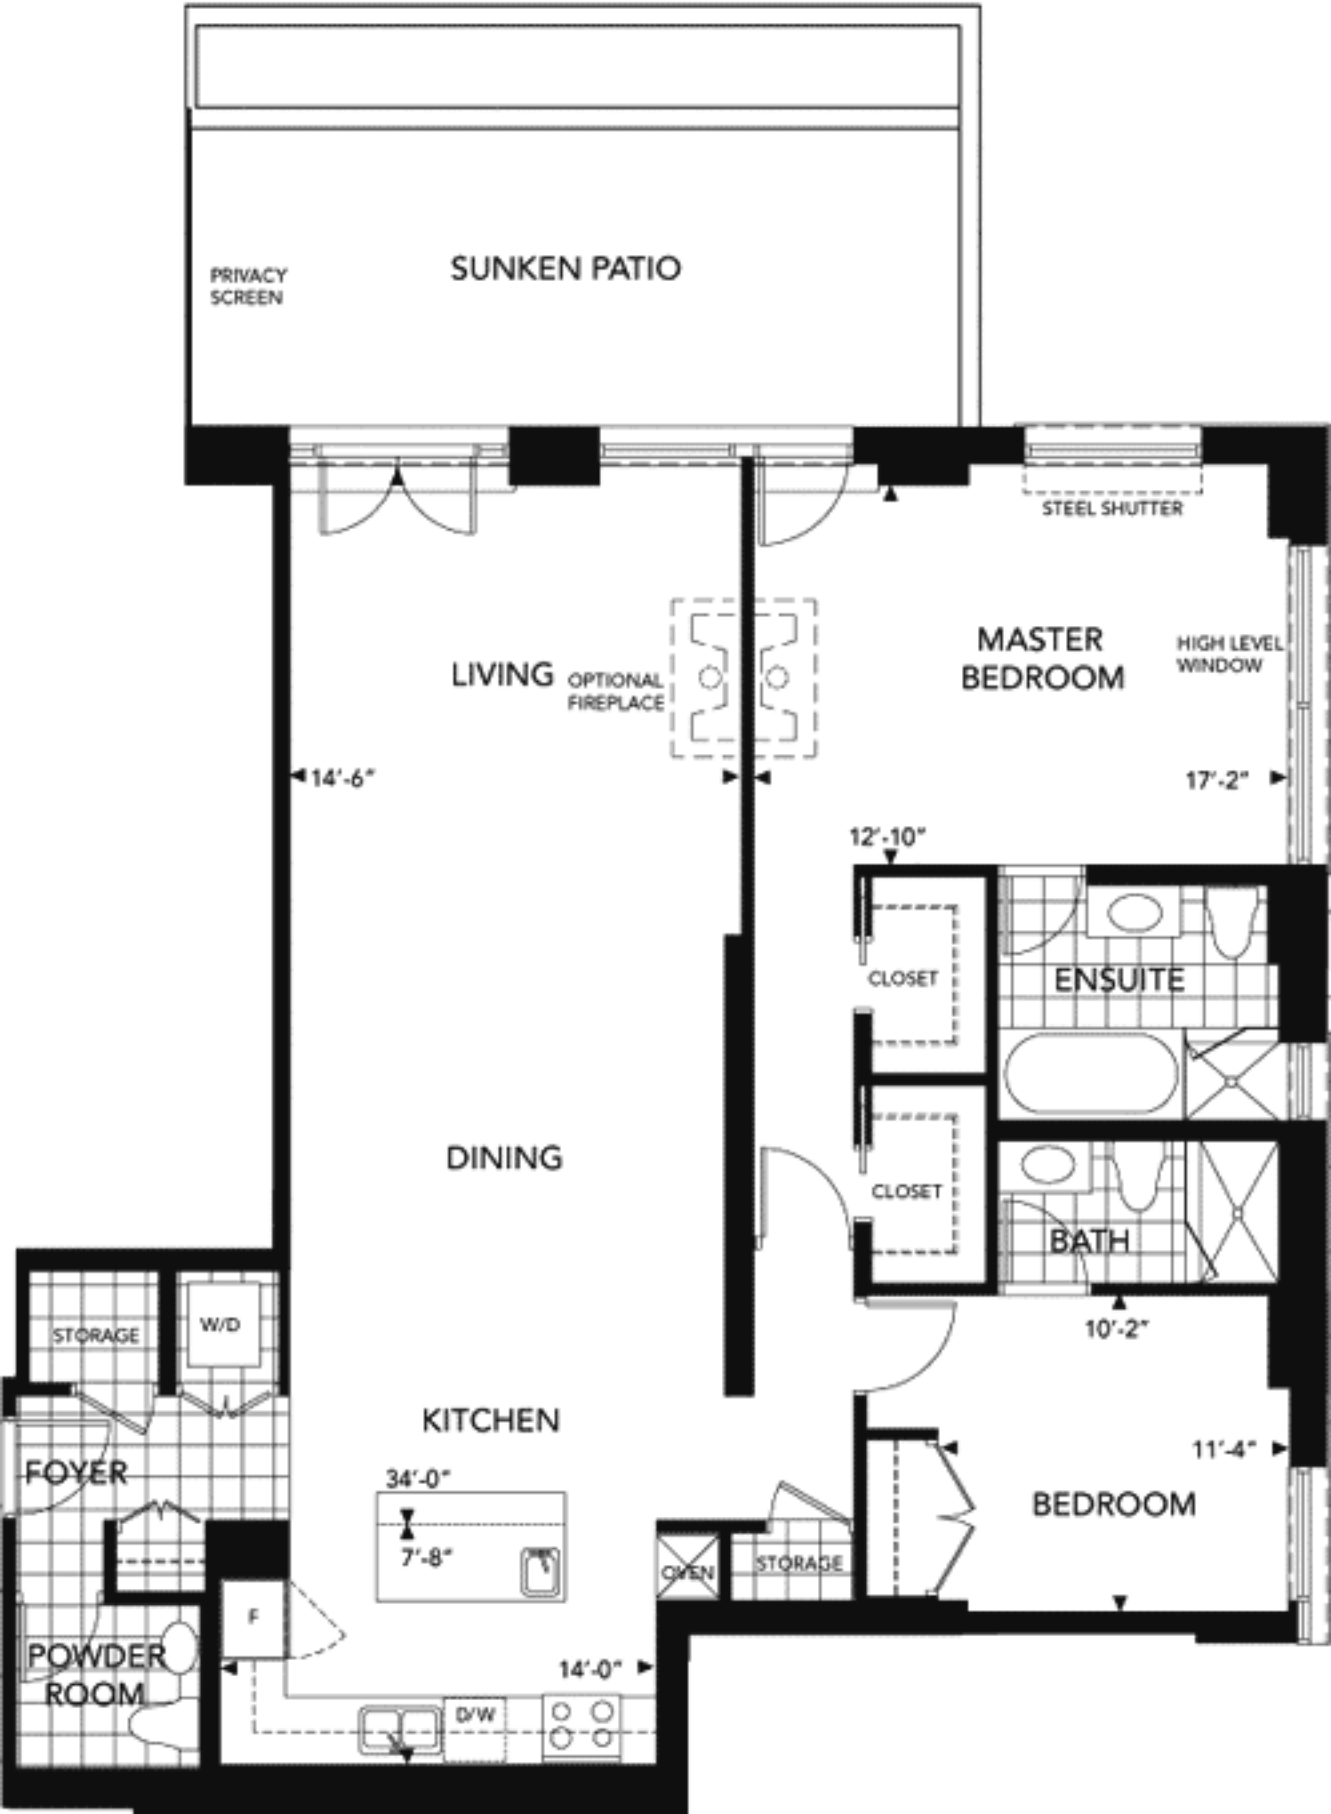 SUNKEN PATIO
PRIVACY
SCREEN
STEEL SHUTTER
MASTER
BEDROOM
HIGH LEVEL
WINDOW
LIVING
OPTIONAL
FIREPLACE
14'-6"
17'-2"
12'-10"
CLOSET
ENSUITE
DINING
CLOSET
BATH
STORAGE
W/D
10'-2"
KITCHEN
FOYER
34'-0"
11'-4"
BEDROOM
7'-8"
OVEN
STORAGE
F
POWDER
ROOM
14'-0"
D/W